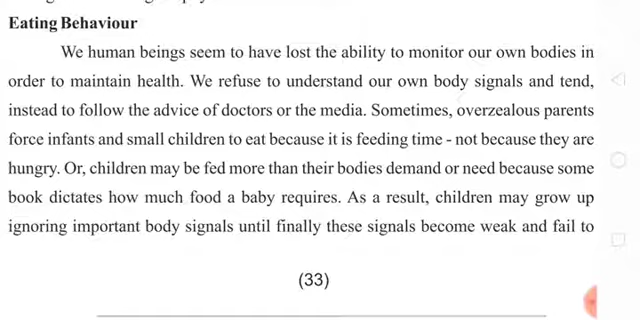 Eating Behaviour
We human beings seem to have lost the ability to monitor our own bodies in
order to maintain health. We refuse to understand our own body signals and tend,
instead to follow the advice of doctors or the media. Sometimes, overzealous parents
force infants and small children to eat because it is feeding time - not because they are
hungry. Or, children may be fed more than their bodies demand or need because some
book dictates how much food a baby requires. As a result, children may grow up
ignoring important body signals until finally these signals become weak and fail to
(33)